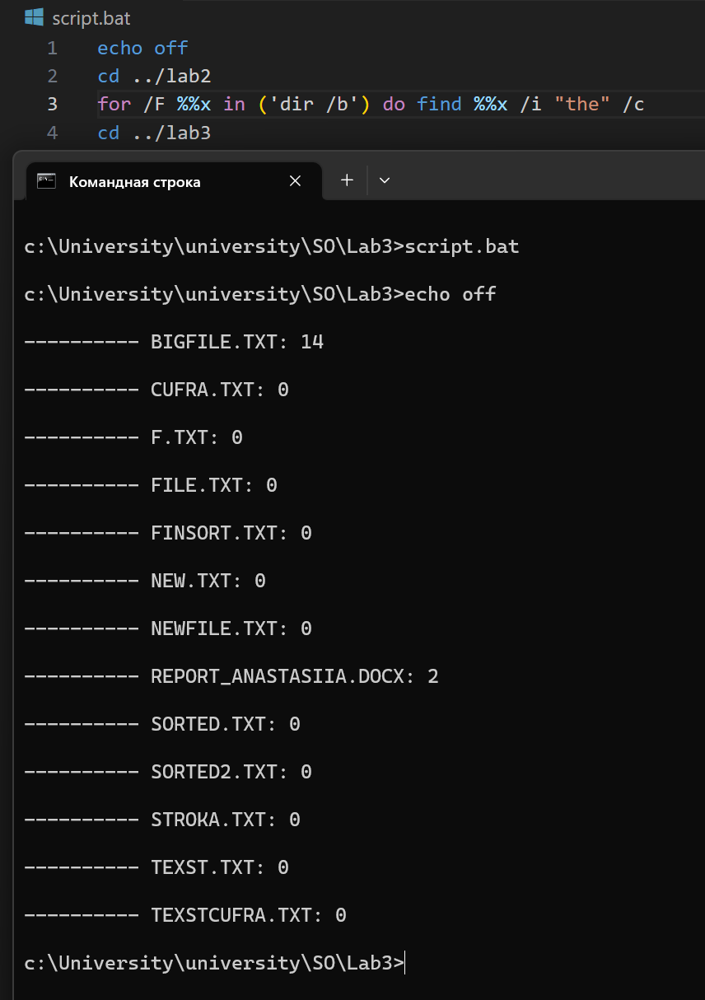 script.bat
1 echo off
2 cd ../lab2
3 for /F %%x in ('dir /b') do find %%x /i "the" /c
4 cd ../lab3
Командная строка
c:\University\university\SO\Lab3>script.bat
c:\University\university\SO\Lab3>echo off
---------- BIGFILE.TXT: 14
---------- CUFRA.TXT: 0
---------- F.TXT: 0
---------- FILE.TXT: 0
---------- FINSORT.TXT: 0
---------- NEW.TXT: 0
---------- NEWFILE.TXT: 0
---------- REPORT_ANASTASIIA.DOCX: 2
---------- SORTED.TXT: 0
---------- SORTED2.TXT: 0
---------- STROKA.TXT: 0
---------- TEXST.TXT: 0
---------- TEXSTCUFRA.TXT: 0
c:\University\university\SO\Lab3>